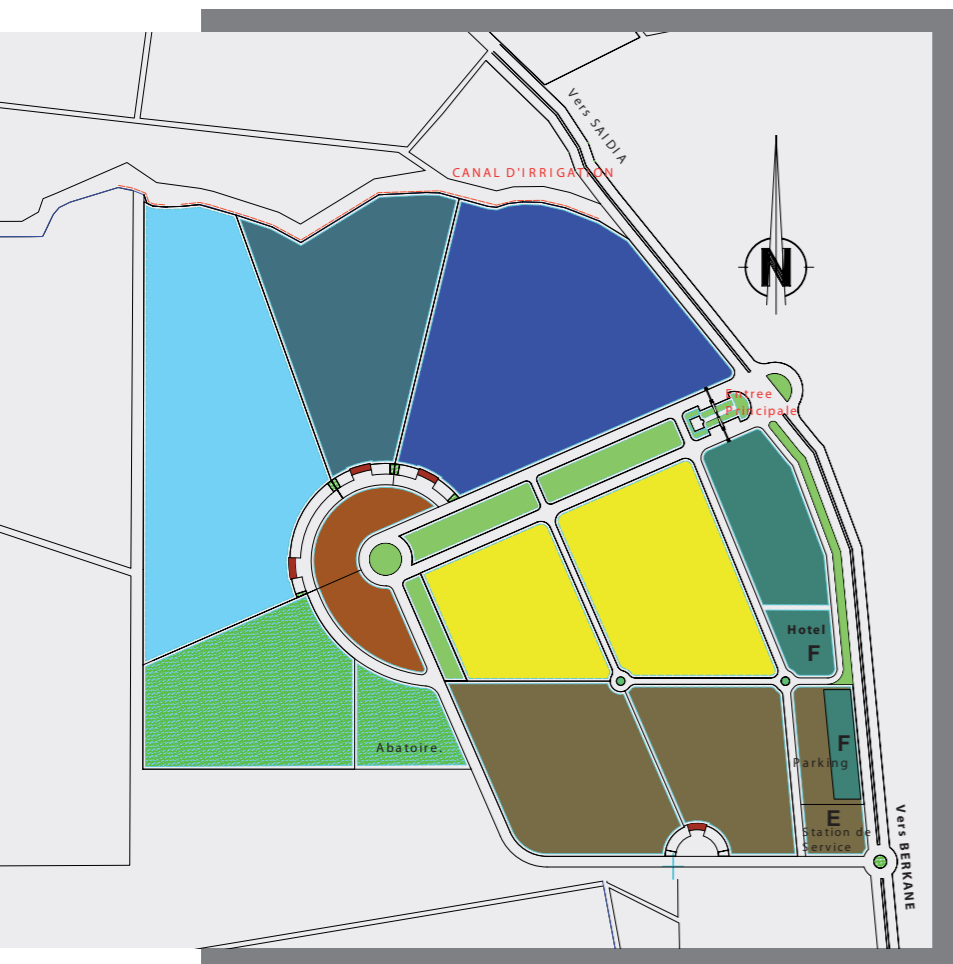 Vers SAIDIA
CANAL D'IRRIGATION
N
Entree
Principale
Hotel
F
Abatoire.
F
Parking
E
Station de
Service
Vers BERKANE